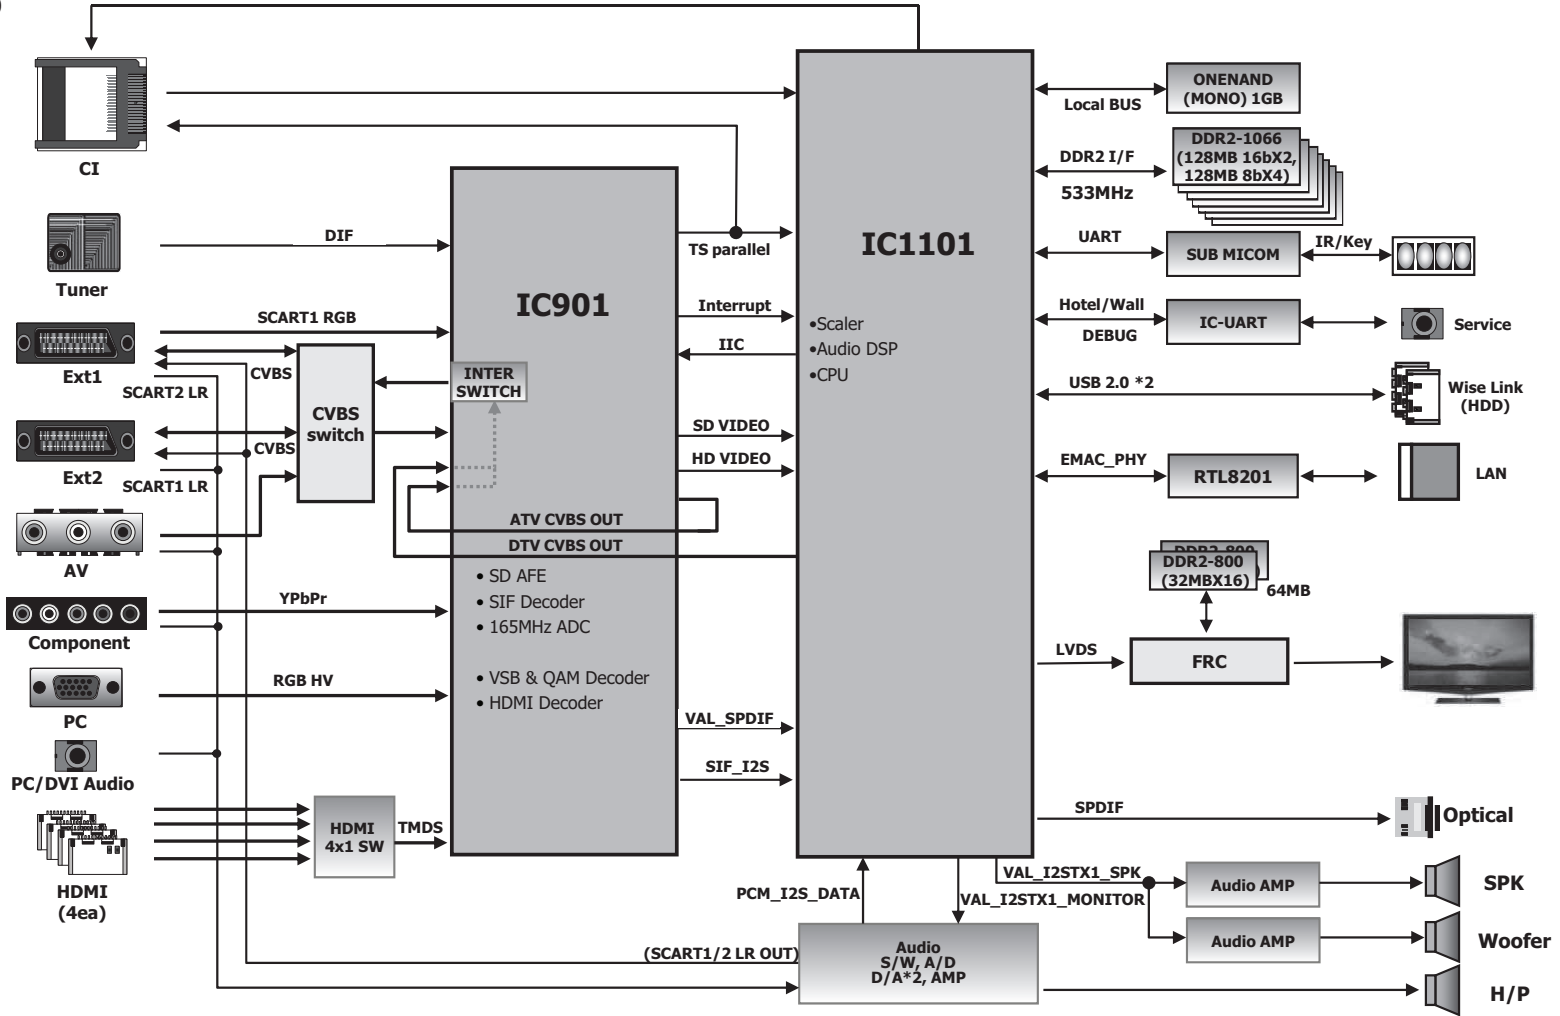 )
CI
Tuner
Ext1
Ext2
AV
Component
PC
PC/DVI Audio
HDMI
(4ea)
DIF
SCART1 RGB
CVBS
SCART2 LR
CVBS
SCART1 LR
CVBS
switch
YPbPr
RGB HV
HDMI
4x1 SW
TMDS
IC901
INTER
SWITCH
ATV CVBS OUT
DTV CVBS OUT
• SD AFE
• SIF Decoder
• 165MHz ADC
• VSB & QAM Decoder
• HDMI Decoder
TS parallel
Interrupt
IIC
SD VIDEO
HD VIDEO
VAL_SPDIF
SIF_I2S
IC1101
•Scaler
•Audio DSP
•CPU
Local BUS
ONENAND
(MONO) 1GB
DDR2 I/F
533MHz
DDR2-1066
(128MB 16bX2,
128MB 8bX4)
UART
SUB MICOM
IR/Key
Hotel/Wall
DEBUG
IC-UART
Service
USB 2.0 *2
Wise Link
(HDD)
EMAC_PHY
RTL8201
LAN
DDR2-800
DDR2-800
(32MBX16)
64MB
LVDS
FRC
SPDIF
Optical
PCM_I2S_DATA
VAL_I2STX1_SPK
VAL_I2STX1_MONITOR
Audio AMP
SPK
Audio AMP
Woofer
(SCART1/2 LR OUT)
Audio
S/W, A/D
D/A*2, AMP
H/P